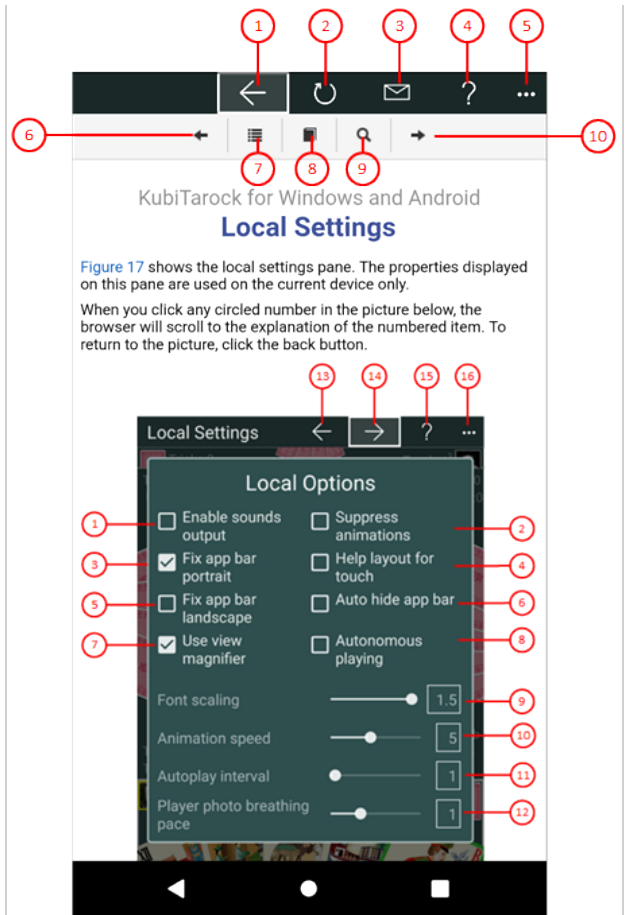 1
2
3
4
5
6
10
7
8
9
KubiTarock for Windows and Android
Local Settings
Figure 17 shows the local settings pane. The properties displayed
on this pane are used on the current device only.
When you click any circled number in the picture below, the
browser will scroll to the explanation of the numbered item. To
return to the picture, click the back button.
13
14
15
16
Local Settings
Local Options
1
Enable sounds
output
Suppress
animations
2
3
Fix app bar
portrait
Help layout for
touch
4
5
Fix app bar
landscape
Auto hide app bar
6
7
Use view
magnifier
Autonomous
playing
8
Font scaling
1.5
9
Animation speed
5
10
Autoplay interval
1
11
Player photo breathing
pace
1
12